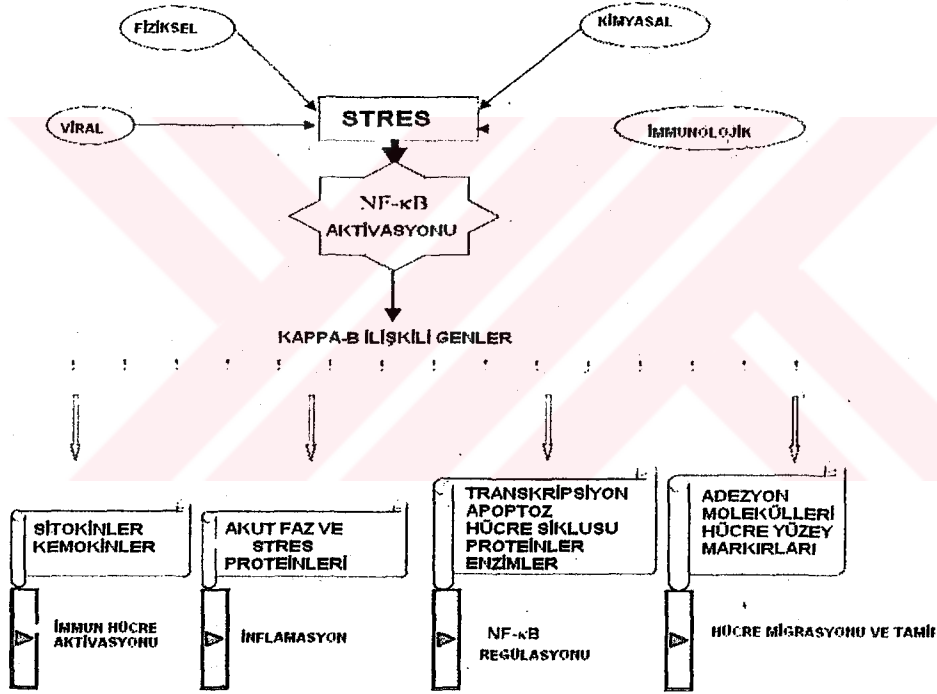 FİZİKSEL
KİMYASAL
VİRAL
STRES
İMMUNOLOJİK
NF-κB
AKTİVASYONU
KAPPA-B İLİŞKİLİ GENLER
SİTOKİNLER
KEMOKİNLER
AKUT FAZ VE
STRES
PROTEİNLERİ
TRANSKRİPSİYON
APOPTOZ
HÜCRE SİKLUSU
PROTEİNLER
ENZİMLER
ADEZYON
MOLEKÜLLERİ
HÜCRE YÜZEY
MARKIRLARI
İMMUN HÜCRE
AKTİVASYONU
İNFLAMASYON
NF-κB
REGÜLASYONU
HÜCRE MİGRASYONU VE TAMİR